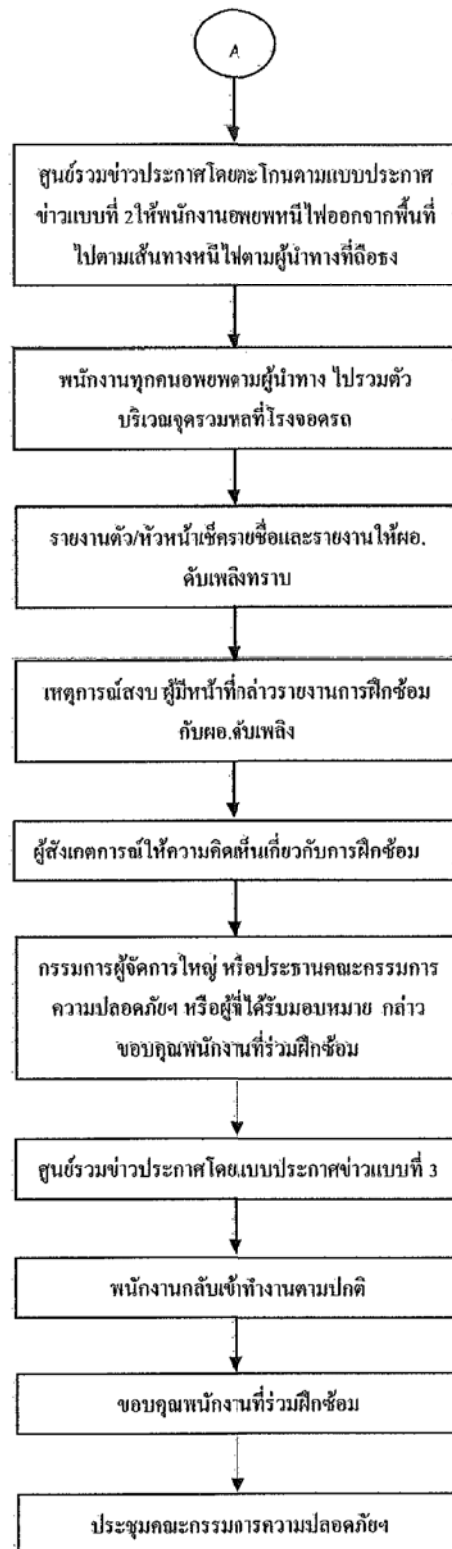 A
ศูนย์รวมข่าวประกาศโดยตะโกนตามแบบประกาศ
ข่าวแบบที่ 2ให้พนักงานอพยพหนีไฟออกจากพื้นที่
ไปตามเส้นทางหนีไฟตามผู้นำทางที่ถือธง
พนักงานทุกคนอพยพตามผู้นำทาง ไปรวมตัว
บริเวณจุดรวมพลที่โรงจอดรถ
รายงานตัว/หัวหน้าเช็ครายชื่อและรายงานให้ผอ.
ดับเพลิงทราบ
เหตุการณ์สงบ ผู้มีหน้าที่กล่าวรายงานการฝึกซ้อม
กับผอ.ดับเพลิง
ผู้สังเกตการณ์ให้ความคิดเห็นเกี่ยวกับการฝึกซ้อม
กรรมการผู้จัดการใหญ่ หรือประธานคณะกรรมการ
ความปลอดภัยฯ หรือผู้ที่ได้รับมอบหมาย กล่าว
ขอบคุณพนักงานที่ร่วมฝึกซ้อม
ศูนย์รวมข่าวประกาศโดยแบบประกาศข่าวแบบที่ 3
พนักงานกลับเข้าทำงานตามปกติ
ขอบคุณพนักงานที่ร่วมฝึกซ้อม
ประชุมคณะกรรมการความปลอดภัยฯ